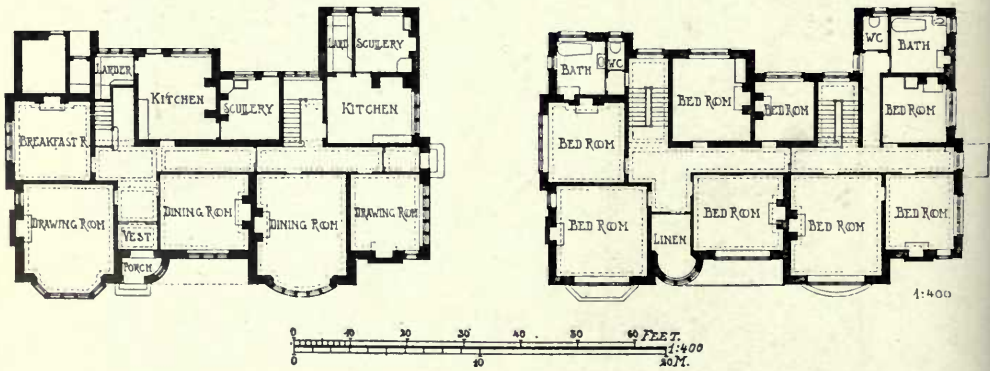 LARD.
SCULLERY
LARDER
KITCHEN
SCULLERY
KITCHEN
BREAKFAST R.
DRAWING ROOM
VEST.
PORCH
DINING ROOM
DINING ROOM
DRAWING ROOM
BATH
WC
BED ROOM
BED ROOM
WC
BATH
BED ROOM
BED ROOM
BED ROOM
LINEN
BED ROOM
BED ROOM
BED ROOM
1:400
0 10 20 30 40 50 60 FEET.
1:400
0 10 20 M.